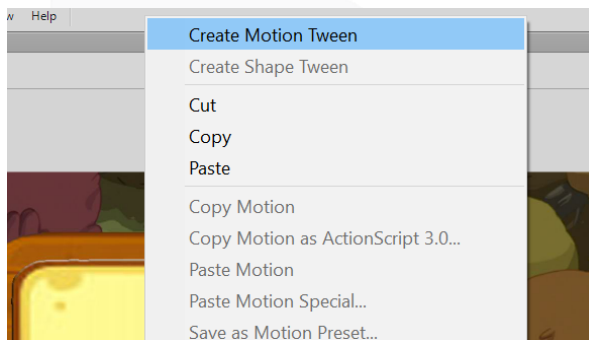 w Help
Create Motion Tween
Create Shape Tween
Cut
Copy
Paste
Copy Motion
Copy Motion as ActionScript 3.0...
Paste Motion
Paste Motion Special...
Save as Motion Preset...